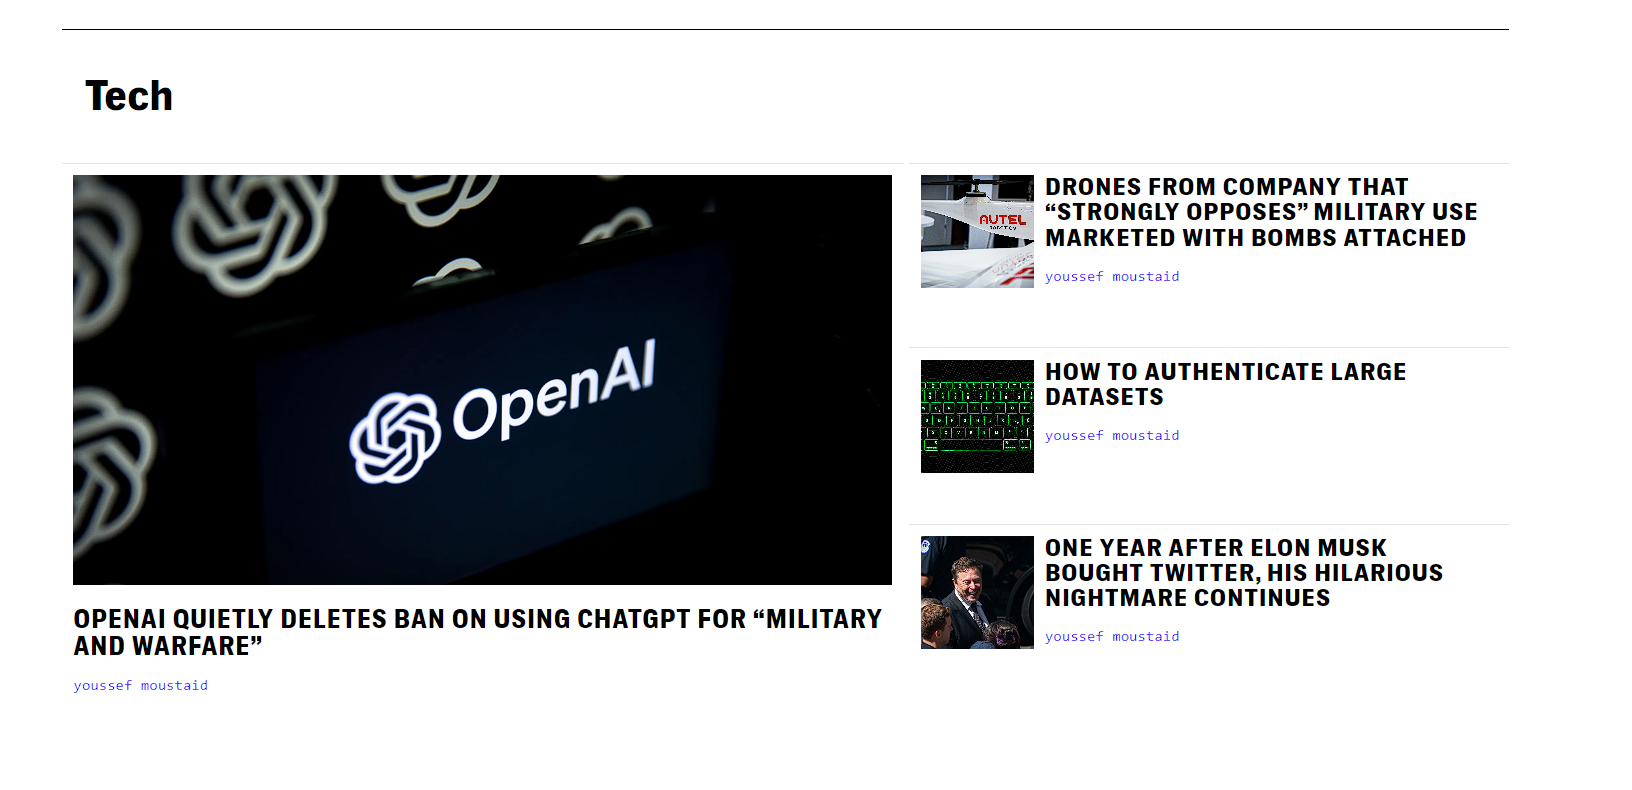 Tech
OpenAI
OPENAI QUIETLY DELETES BAN ON USING CHATGPT FOR “MILITARY
AND WARFARE”
youssef moustaid
AUTEL
DRONES FROM COMPANY THAT
“STRONGLY OPPOSES” MILITARY USE
MARKETED WITH BOMBS ATTACHED
youssef moustaid
HOW TO AUTHENTICATE LARGE
DATASETS
youssef moustaid
ONE YEAR AFTER ELON MUSK
BOUGHT TWITTER, HIS HILARIOUS
NIGHTMARE CONTINUES
youssef moustaid